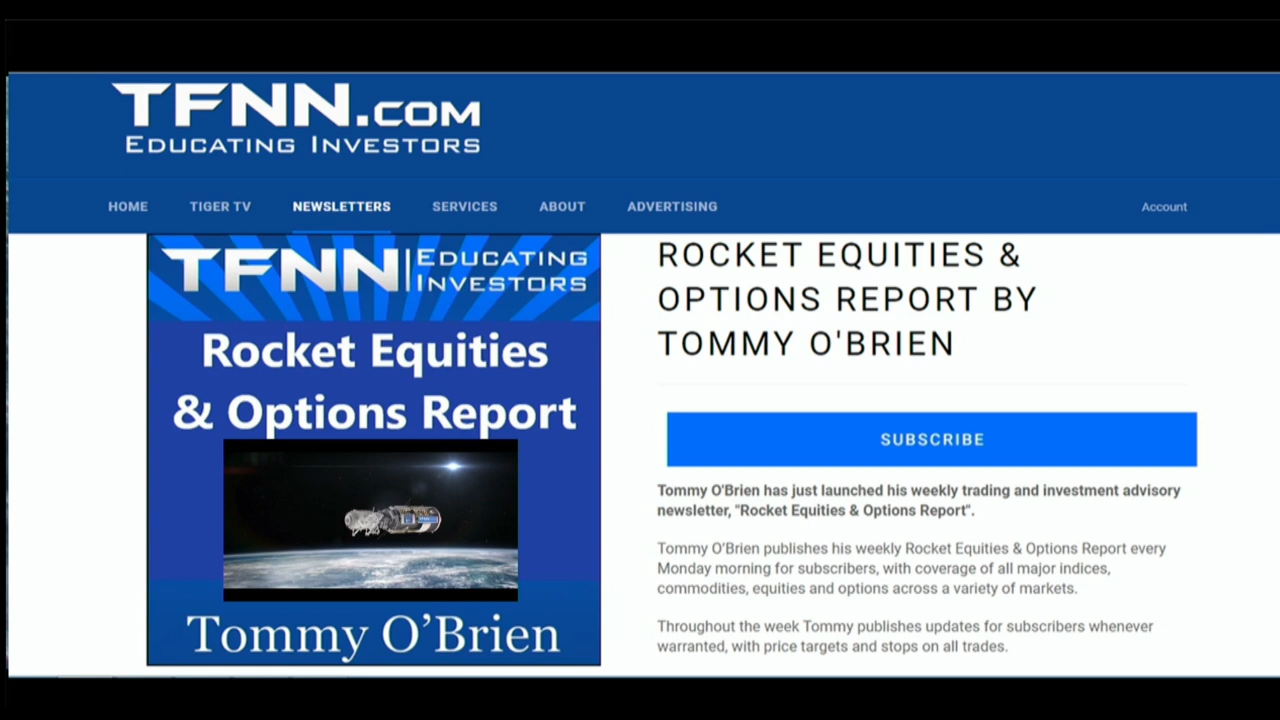 TFNN.COM
EDUCATING INVESTORS
HOME TIGER TV NEWSLETTERS SERVICES ABOUT ADVERTISING Account
TFNN EDUCATING
INVESTORS
Rocket Equities
& Options Report
Tommy O’Brien
ROCKET EQUITIES &
OPTIONS REPORT BY
TOMMY O'BRIEN
SUBSCRIBE
Tommy O'Brien has just launched his weekly trading and investment advisory
newsletter, "Rocket Equities & Options Report".
Tommy O’Brien publishes his weekly Rocket Equities & Options Report every
Monday morning for subscribers, with coverage of all major indices,
commodities, equities and options across a variety of markets.
Throughout the week Tommy publishes updates for subscribers whenever
warranted, with price targets and stops on all trades.